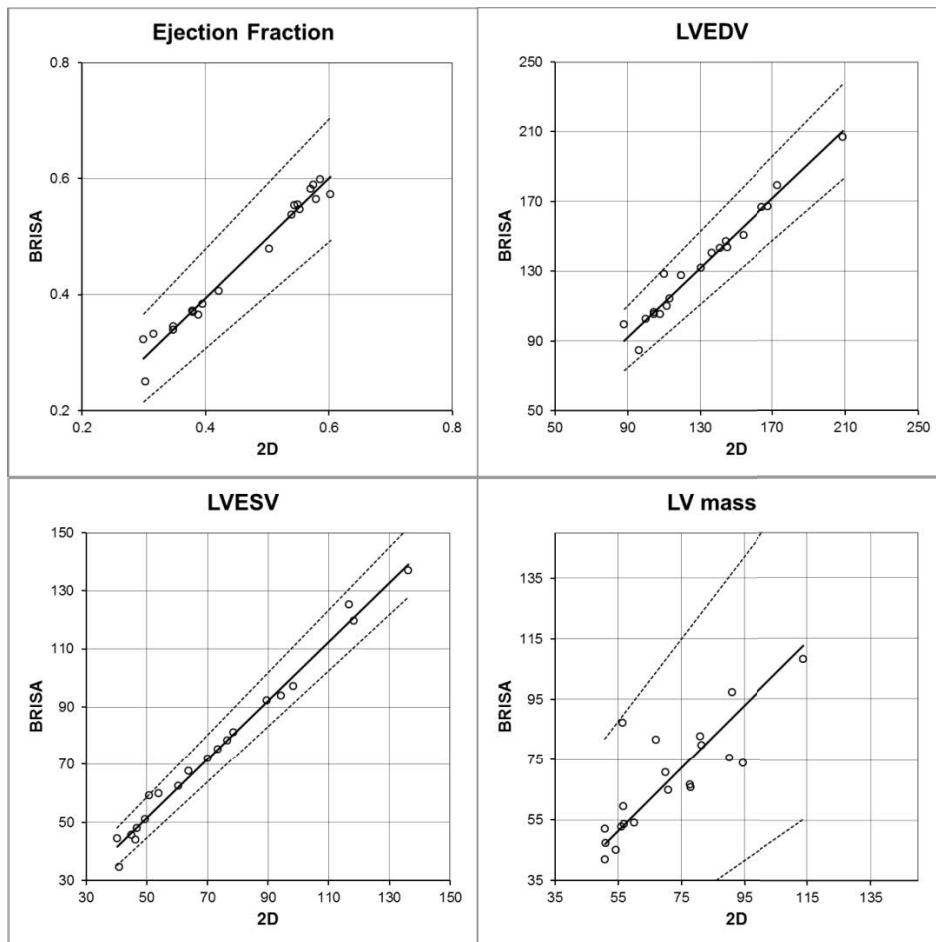 Ejection Fraction
BRISA
0.8
0.6
0.4
0.2
0.2 0.4 0.6 0.8
2D
LVEDV
BRISA
250
210
170
130
90
50
50 90 130 170 210 250
2D
LVESV
BRISA
150
130
110
90
70
50
30
30 50 70 90 110 130 150
2D
LV mass
BRISA
135
115
95
75
55
35
35 55 75 95 115 135
2D